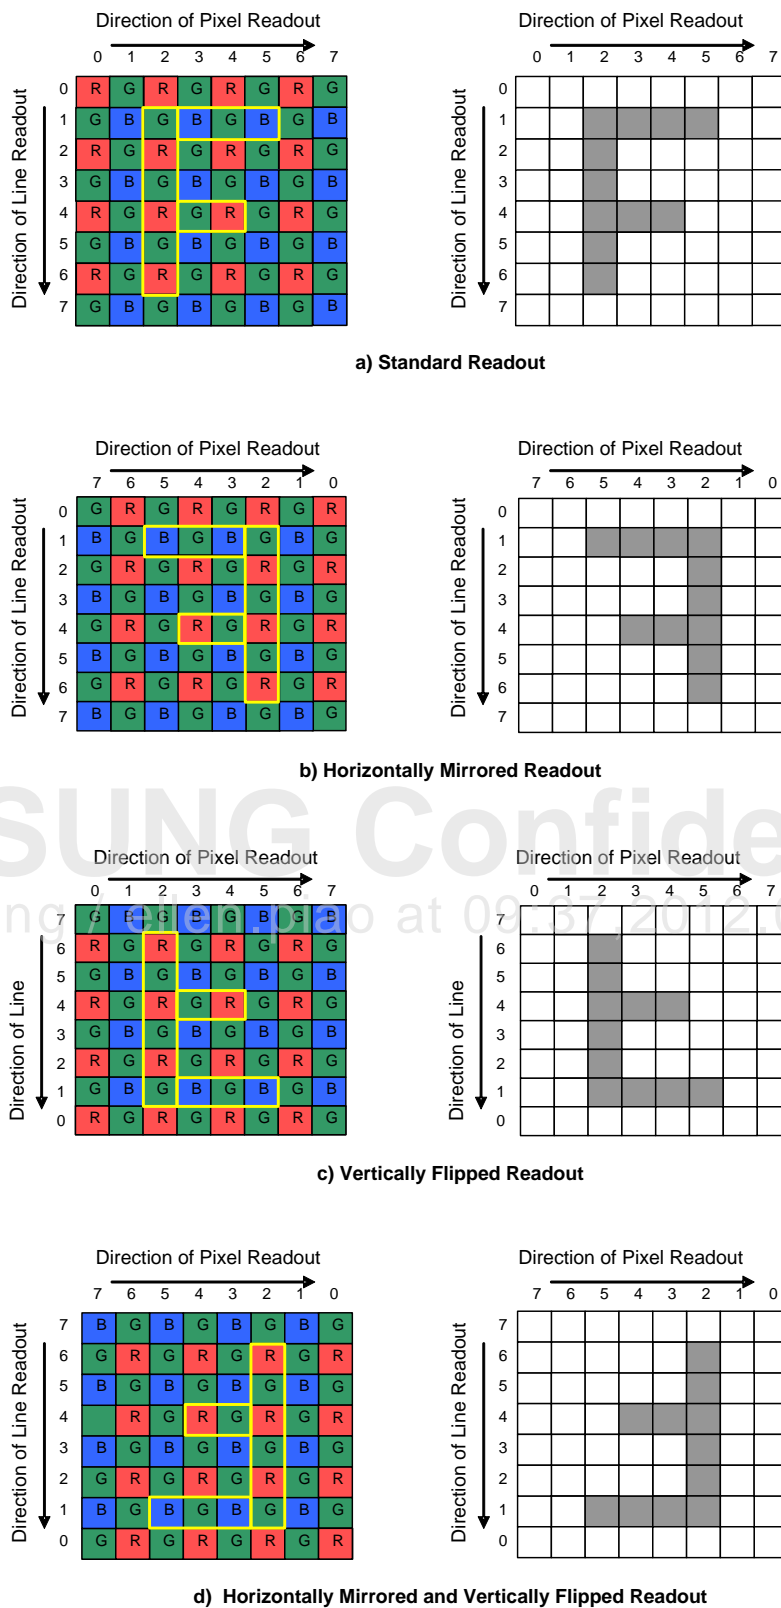 Direction of Pixel Readout Direction of Pixel Readout
0 1 2 3 4 5 6 7 0 1 2 3 4 5 6 7
Direction of Line Readout Direction of Line Readout
0 R G R G R G R G 0
1 G B G B G B G B 1
2 R G R G R G R G 2
3 G B G B G B G B 3
4 R G R G R G R G 4
5 G B G B G B G B 5
6 R G R G R G R G 6
7 G B G B G B G B 7
a) Standard Readout
Direction of Pixel Readout Direction of Pixel Readout
7 6 5 4 3 2 1 0 7 6 5 4 3 2 1 0
Direction of Line Readout Direction of Line Readout
0 G R G R G R G R 0
1 B G B G B G B G 1
2 G R G R G R G R 2
3 B G B G B G B G 3
4 G R G R G R G R 4
5 B G B G B G B G 5
6 G R G R G R G R 6
7 B G B G B G B G 7
b) Horizontally Mirrored Readout
SUNG Confide
Direction of Pixel Readout Direction of Pixel Readout
0 1 2 3 4 5 6 7 0 1 2 3 4 5 6 7
ng / ellen.piao at 09:37,2012.
Direction of Line Direction of Line
7 G B G B G B G B 7
6 R G R G R G R G 6
5 G B G B G B G B 5
4 R G R G R G R G 4
3 G B G B G B G B 3
2 R G R G R G R G 2
1 G B G B G B G B 1
0 R G R G R G R G 0
c) Vertically Flipped Readout
Direction of Pixel Readout Direction of Pixel Readout
7 6 5 4 3 2 1 0 7 6 5 4 3 2 1 0
Direction of Line Readout Direction of Line Readout
7 B G B G B G B G 7
6 G R G R G R G R 6
5 B G B G B G B G 5
4 R G R G R G R 4
3 B G B G B G B G 3
2 G R G R G R G R 2
1 B G B G B G B G 1
0 G R G R G R G R 0
d) Horizontally Mirrored and Vertically Flipped Readout